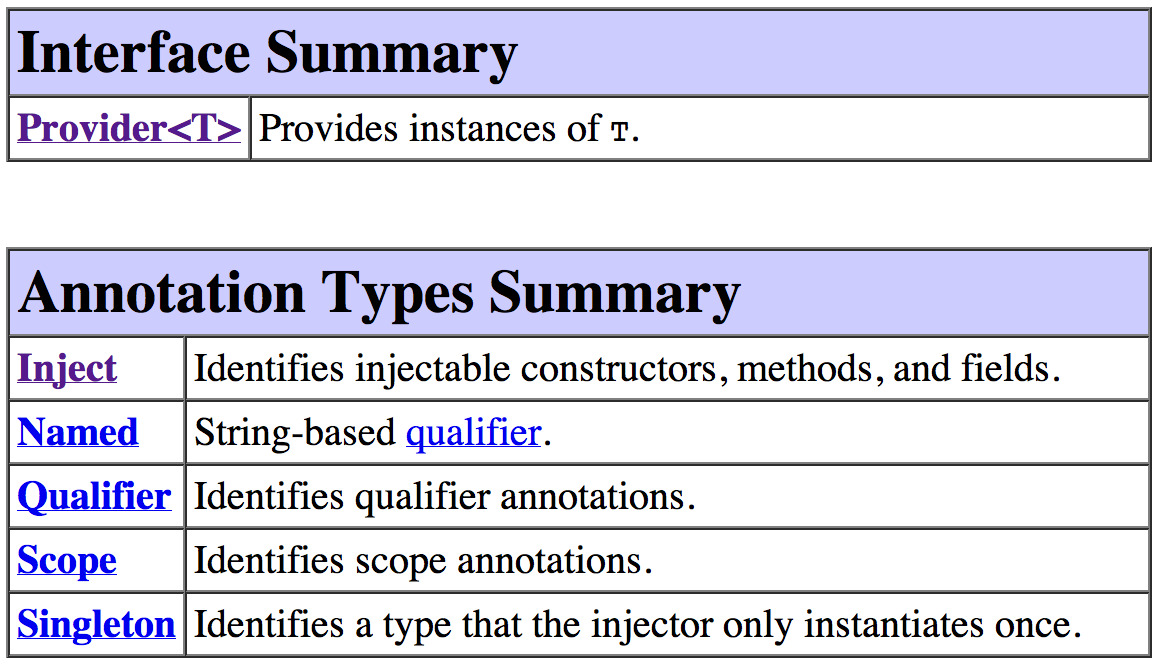 Interface Summary
Provider<T> Provides instances of T.
Annotation Types Summary
Inject Identifies injectable constructors, methods, and fields.
Named String-based qualifier.
Qualifier Identifies qualifier annotations.
Scope Identifies scope annotations.
Singleton Identifies a type that the injector only instantiates once.